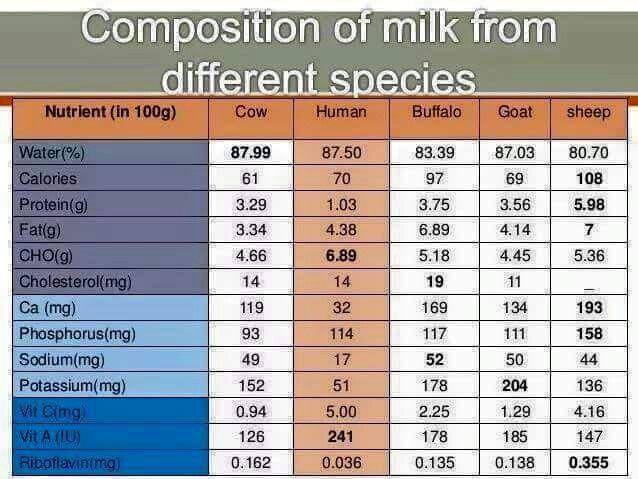 Composition of milk from
different species
Nutrient (in 100g) Cow Human Buffalo Goat sheep
Water(%) 87.99 87.50 83.39 87.03 80.70
Calories 61 70 97 69 108
Protein(g) 3.29 1.03 3.75 3.56 5.98
Fat(g) 3.34 4.38 6.89 4.14 7
CHO(g) 4.66 6.89 5.18 4.45 5.36
Cholesterol(mg) 14 14 19 11 _
Ca (mg) 119 32 169 134 193
Phosphorus(mg) 93 114 117 111 158
Sodium(mg) 49 17 52 50 44
Potassium(mg) 152 51 178 204 136
Vit C(mg) 0.94 5.00 2.25 1.29 4.16
Vit A (IU) 126 241 178 185 147
Riboflavin(mg) 0.162 0.036 0.135 0.138 0.355